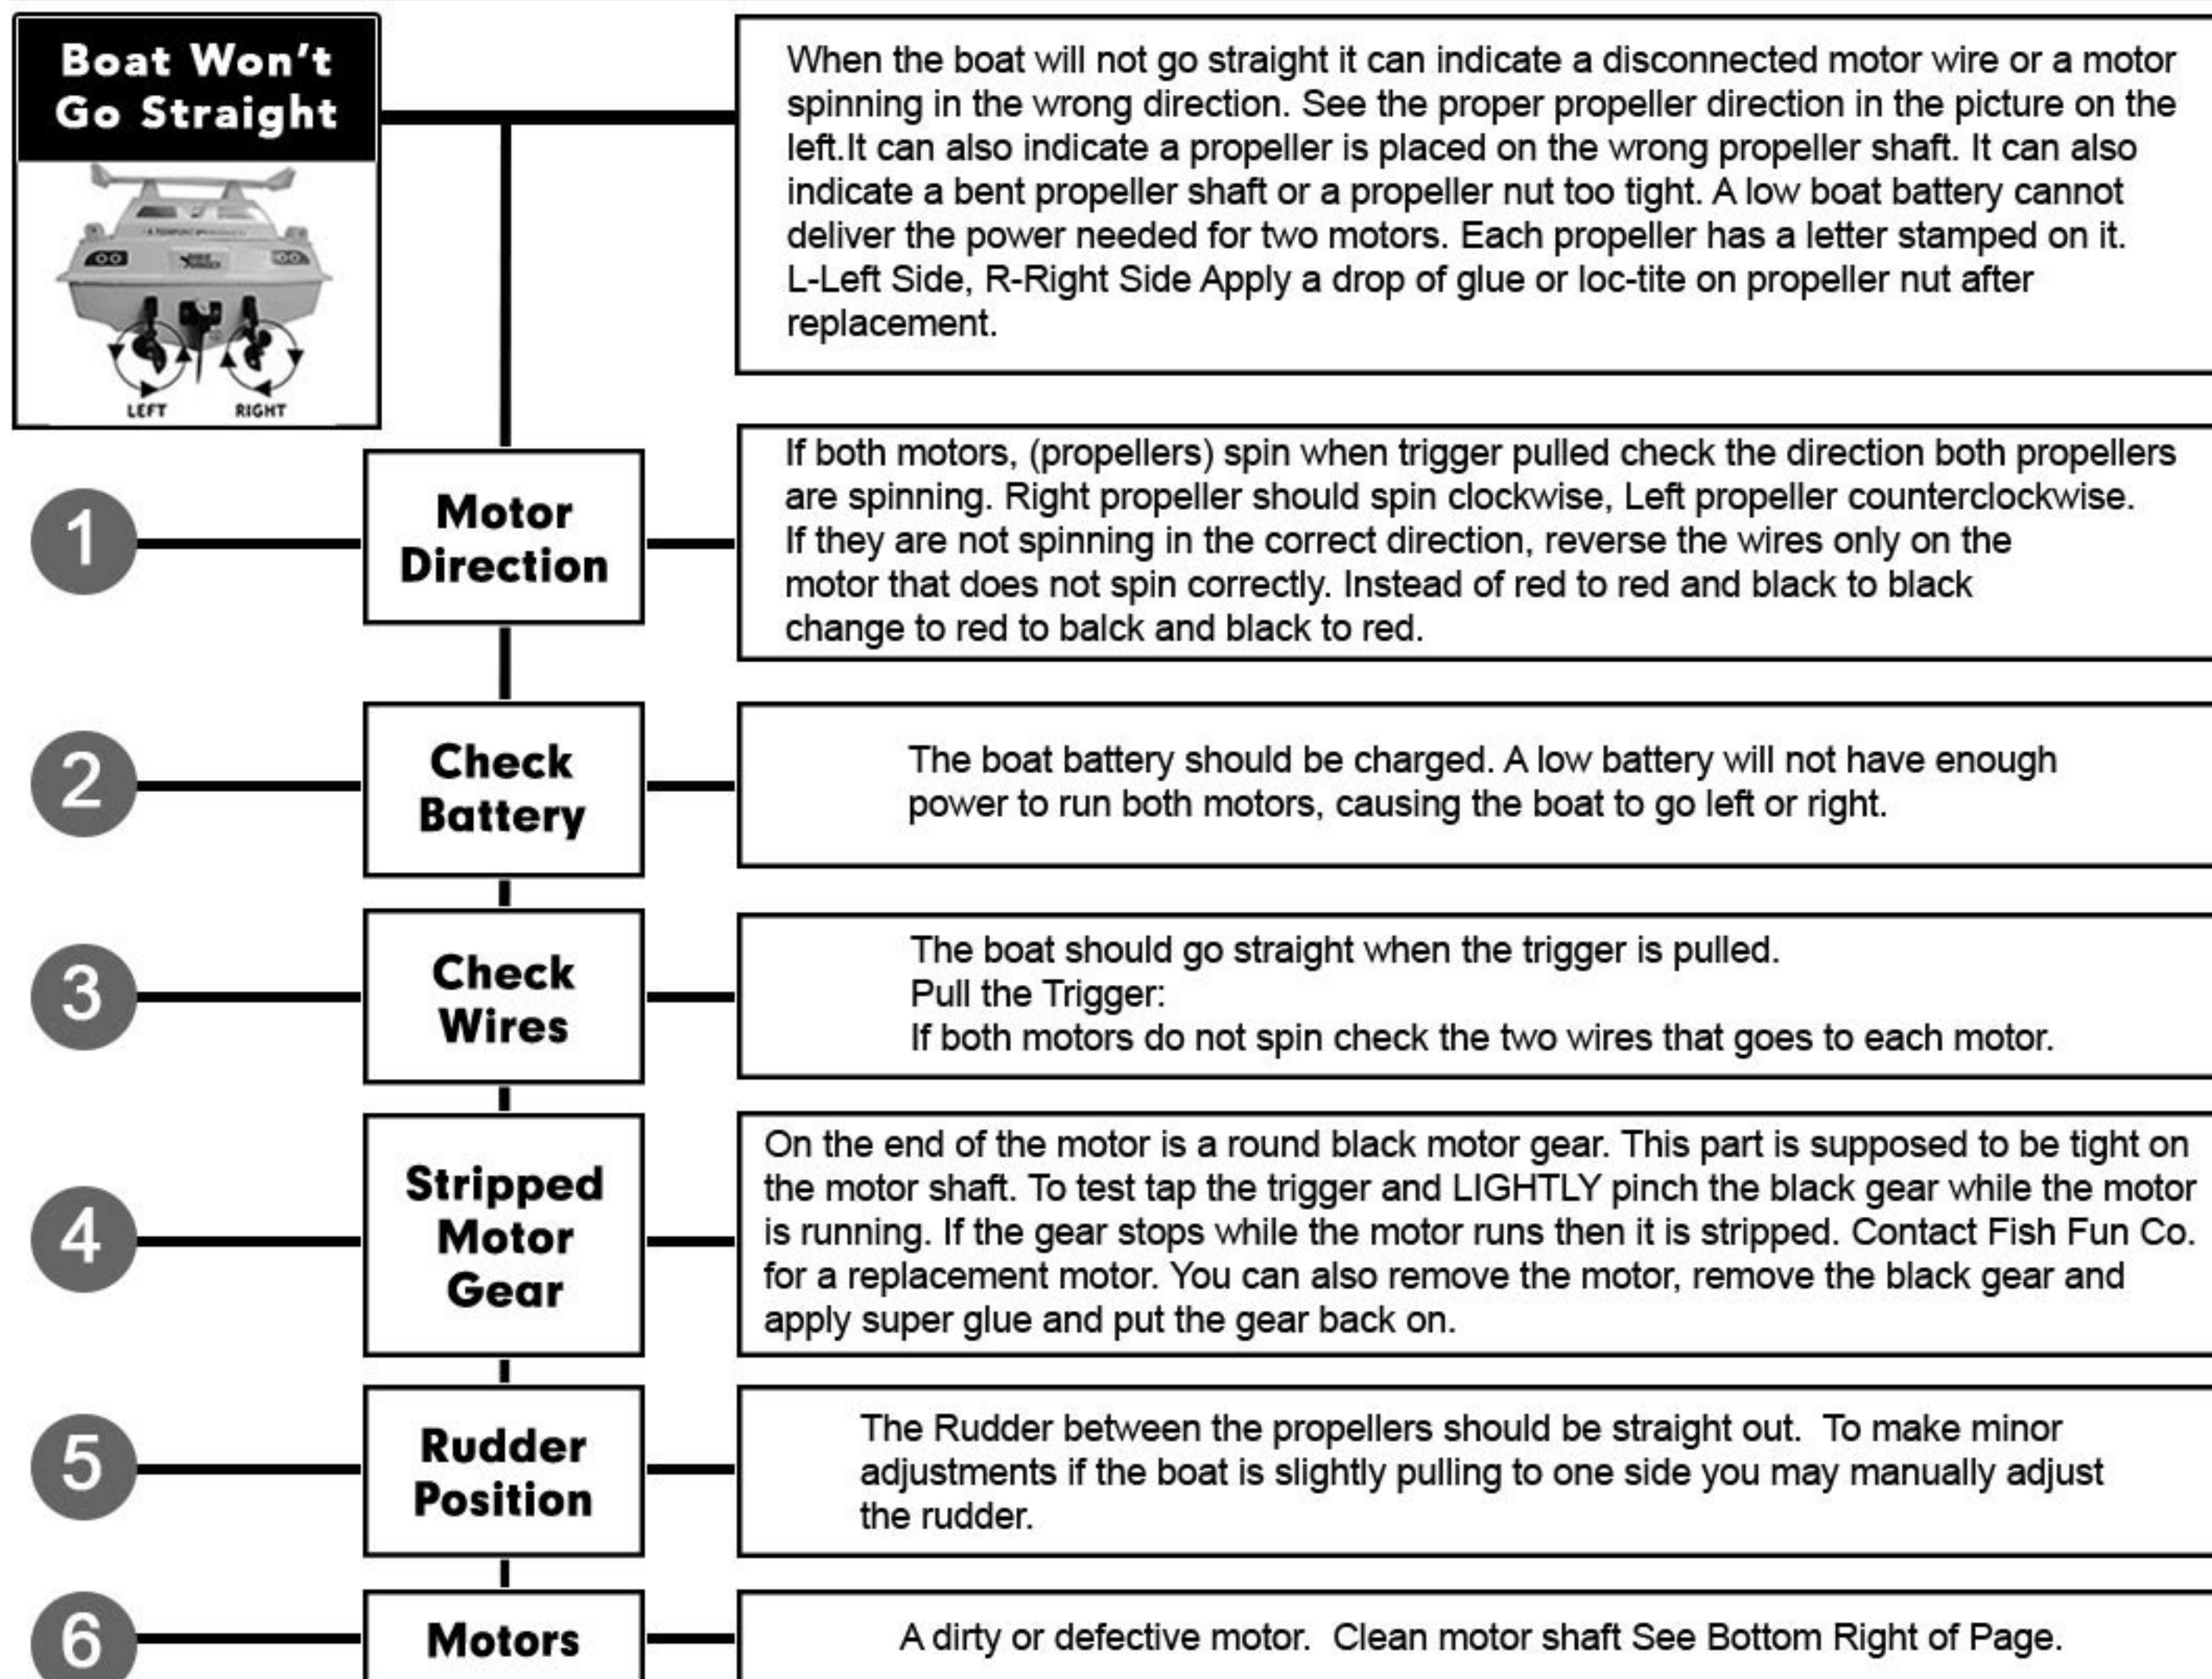 Boat Won't
Go Straight
LEFT
RIGHT
When the boat will not go straight it can indicate a disconnected motor wire or a motor
spinning in the wrong direction. See the proper propeller direction in the picture on the
left.It can also indicate a propeller is placed on the wrong propeller shaft. It can also
indicate a bent propeller shaft or a propeller nut too tight. A low boat battery cannot
deliver the power needed for two motors. Each propeller has a letter stamped on it.
L-Left Side, R-Right Side Apply a drop of glue or loc-tite on propeller nut after
replacement.
1
Motor
Direction
If both motors, (propellers) spin when trigger pulled check the direction both propellers
are spinning. Right propeller should spin clockwise, Left propeller counterclockwise.
If they are not spinning in the correct direction, reverse the wires only on the
motor that does not spin correctly. Instead of red to red and black to black
change to red to balck and black to red.
2
Check
Battery
The boat battery should be charged. A low battery will not have enough
power to run both motors, causing the boat to go left or right.
3
Check
Wires
The boat should go straight when the trigger is pulled.
Pull the Trigger:
If both motors do not spin check the two wires that goes to each motor.
4
Stripped
Motor
Gear
On the end of the motor is a round black motor gear. This part is supposed to be tight on
the motor shaft. To test tap the trigger and LIGHTLY pinch the black gear while the motor
is running. If the gear stops while the motor runs then it is stripped. Contact Fish Fun Co.
for a replacement motor. You can also remove the motor, remove the black gear and
apply super glue and put the gear back on.
5
Rudder
Position
The Rudder between the propellers should be straight out.  To make minor
adjustments if the boat is slightly pulling to one side you may manually adjust
the rudder.
6
Motors
A dirty or defective motor.  Clean motor shaft See Bottom Right of Page.